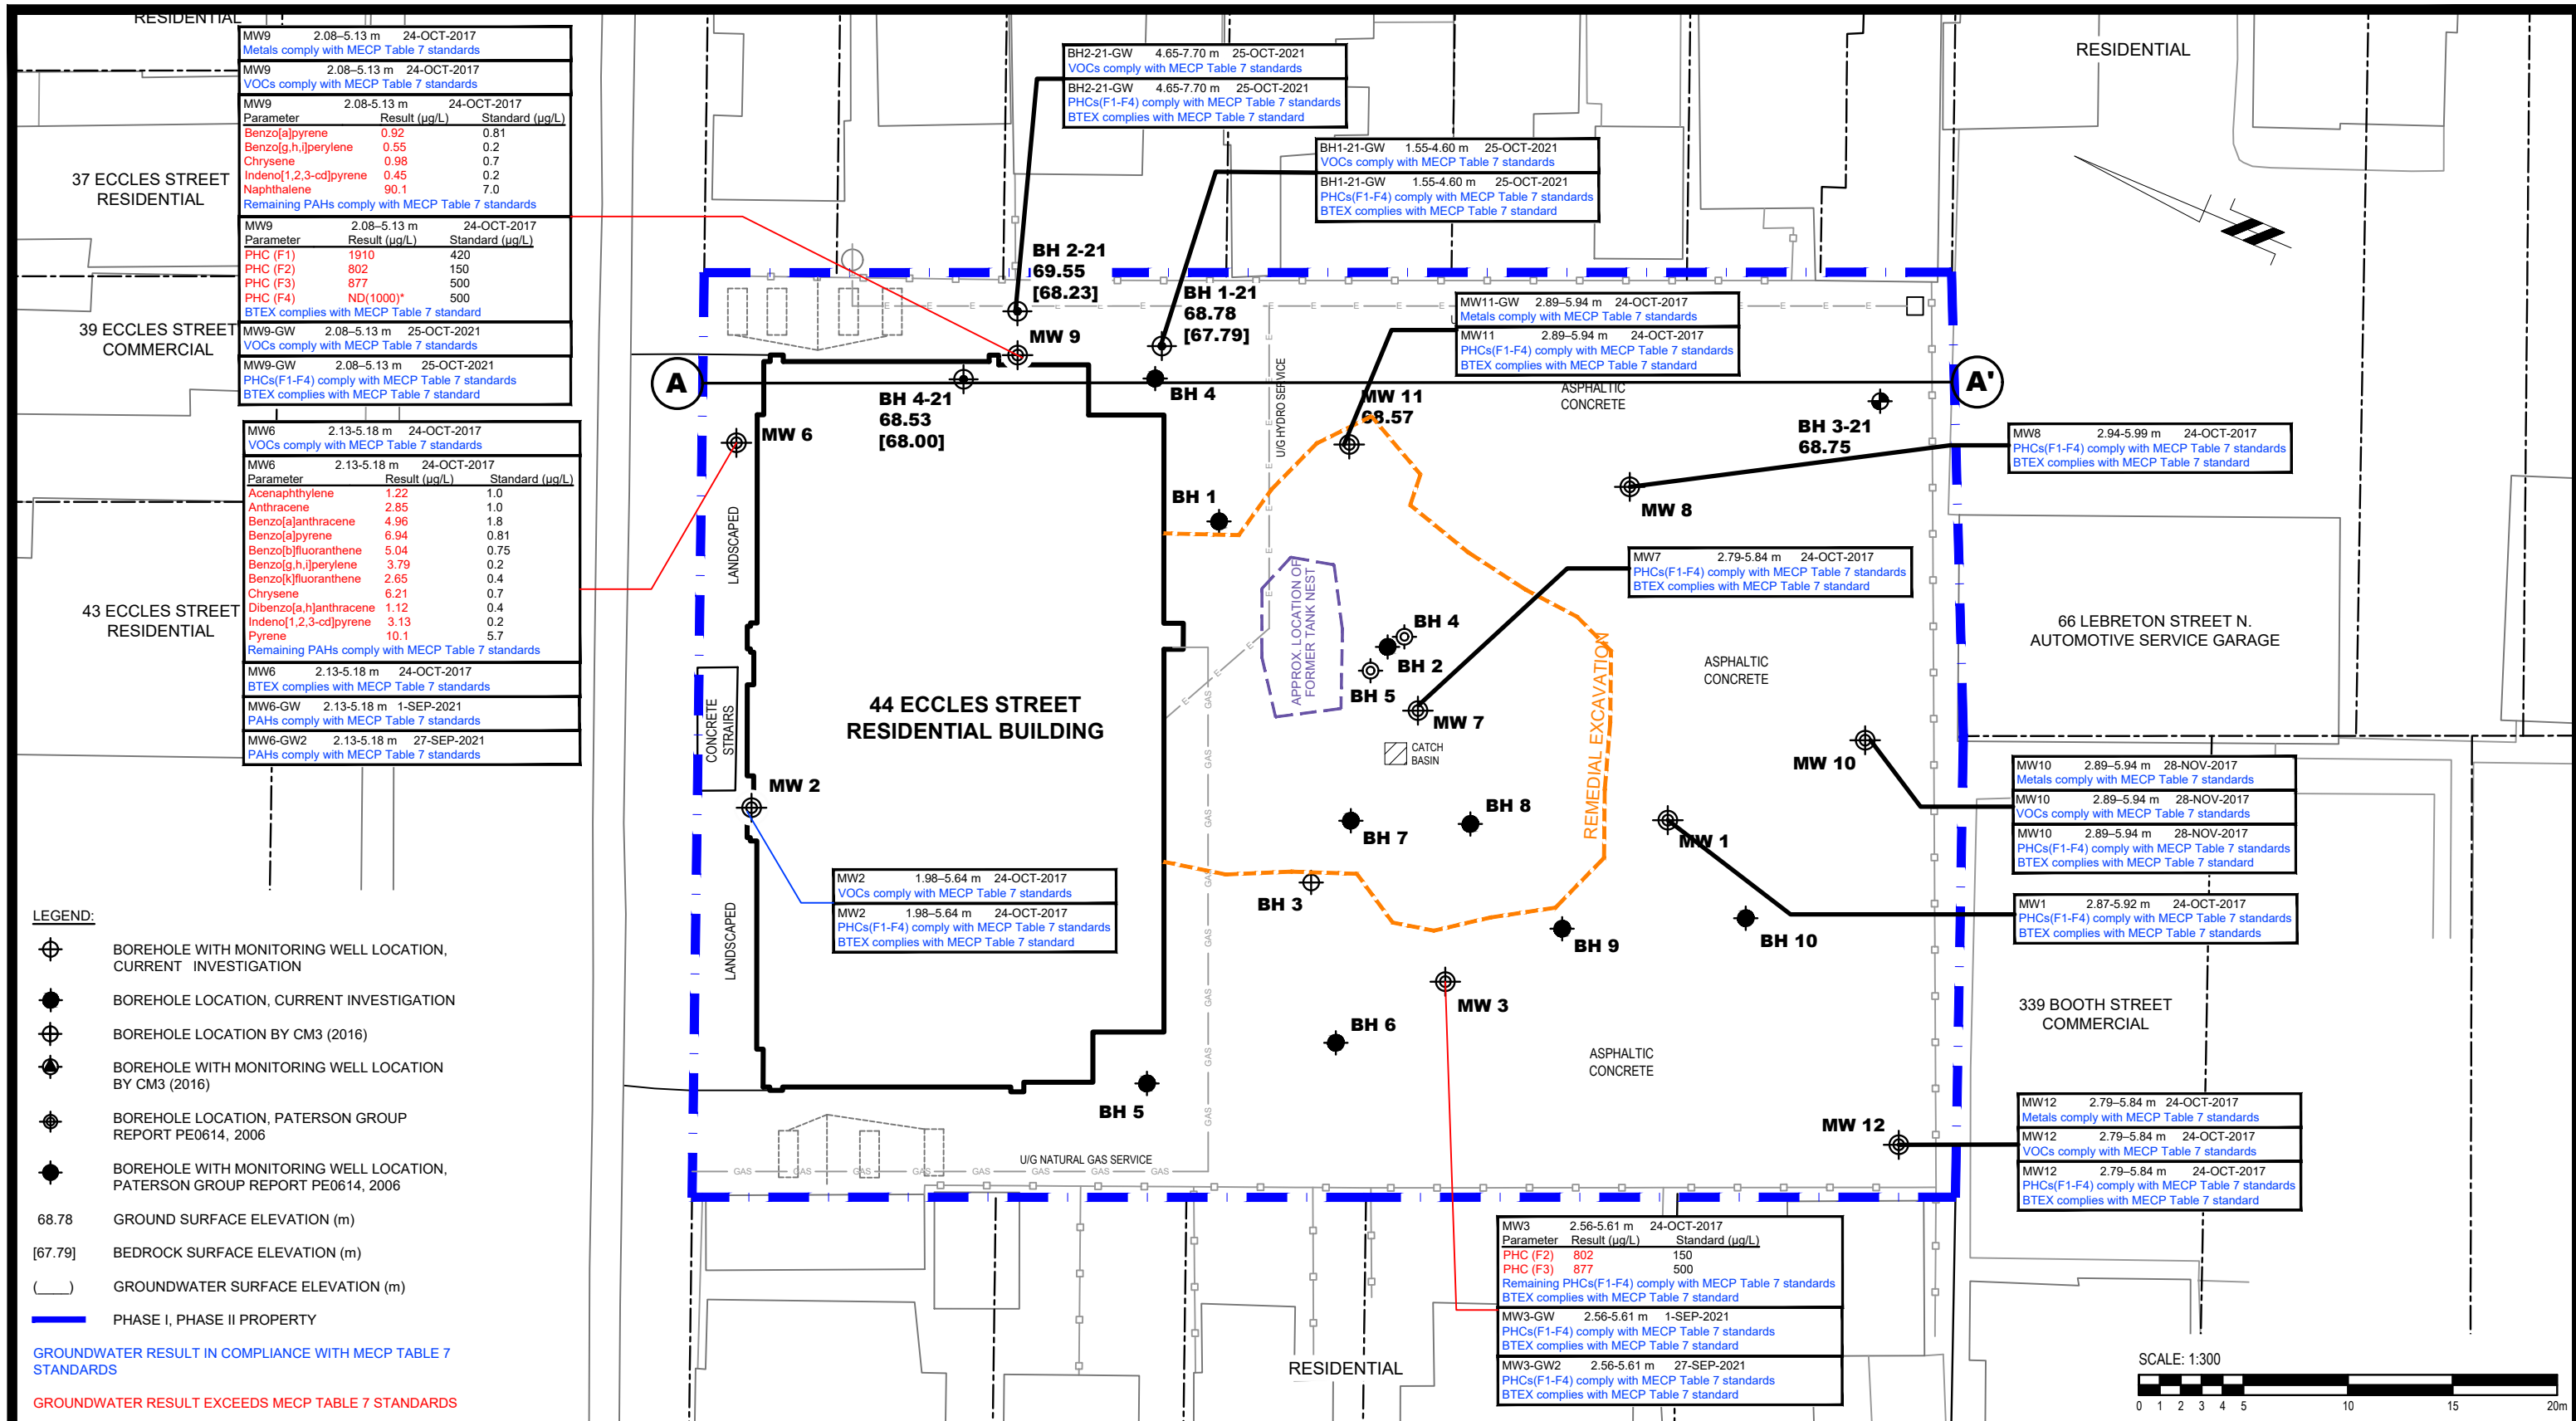 RESIDENTIAL
MW9 2.08–5.13 m 24-OCT-2017
Metals comply with MECP Table 7 standards
MW9 2.08–5.13 m 24-OCT-2017
VOCs comply with MECP Table 7 standards
MW9 2.08-5.13 m 24-OCT-2017
Parameter Result (µg/L) Standard (µg/L)
Benzo[a]pyrene 0.92 0.81
Benzo[g,h,i]perylene 0.55 0.2
Chrysene 0.98 0.7
Indeno[1,2,3-cd]pyrene 0.45 0.2
Naphthalene 90.1 7.0
Remaining PAHs comply with MECP Table 7 standards
MW9 2.08–5.13 m 24-OCT-2017
Parameter Result (µg/L) Standard (µg/L)
PHC (F1) 1910 420
PHC (F2) 802 150
PHC (F3) 877 500
PHC (F4) ND(1000)* 500
BTEX complies with MECP Table 7 standard
MW9-GW 2.08–5.13 m 25-OCT-2021
VOCs comply with MECP Table 7 standards
MW9-GW 2.08–5.13 m 25-OCT-2021
PHCs(F1-F4) comply with MECP Table 7 standards
BTEX complies with MECP Table 7 standard
37 ECCLES STREET
RESIDENTIAL
39 ECCLES STREET
COMMERCIAL
43 ECCLES STREET
RESIDENTIAL
MW6 2.13-5.18 m 24-OCT-2017
VOCs comply with MECP Table 7 standards
MW6 2.13-5.18 m 24-OCT-2017
Parameter Result (µg/L) Standard (µg/L)
Acenaphthylene 1.22 1.0
Anthracene 2.85 1.0
Benzo[a]anthracene 4.96 1.8
Benzo[a]pyrene 6.94 0.81
Benzo[b]fluoranthene 5.04 0.75
Benzo[g,h,i]perylene 3.79 0.2
Benzo[k]fluoranthene 2.65 0.4
Chrysene 6.21 0.7
Dibenzo[a,h]anthracene 1.12 0.4
Indeno[1,2,3-cd]pyrene 3.13 0.2
Pyrene 10.1 5.7
Remaining PAHs comply with MECP Table 7 standards
MW6 2.13-5.18 m 24-OCT-2017
BTEX complies with MECP Table 7 standards
MW6-GW 2.13-5.18 m 1-SEP-2021
PAHs comply with MECP Table 7 standards
MW6-GW2 2.13-5.18 m 27-SEP-2021
PAHs comply with MECP Table 7 standards
BH2-21-GW 4.65-7.70 m 25-OCT-2021
VOCs comply with MECP Table 7 standards
BH2-21-GW 4.65-7.70 m 25-OCT-2021
PHCs(F1-F4) comply with MECP Table 7 standards
BTEX complies with MECP Table 7 standard
BH1-21-GW 1.55-4.60 m 25-OCT-2021
VOCs comply with MECP Table 7 standards
BH1-21-GW 1.55-4.60 m 25-OCT-2021
PHCs(F1-F4) comply with MECP Table 7 standards
BTEX complies with MECP Table 7 standard
RESIDENTIAL
BH 2-21
69.55
[68.23]
MW 9
BH 1-21
68.78
[67.79]
BH 4
BH 4-21
68.53
[68.00]
MW 6
A
A'
MW11-GW 2.89–5.94 m 24-OCT-2017
Metals comply with MECP Table 7 standards
MW11 2.89–5.94 m 24-OCT-2017
PHCs(F1-F4) comply with MECP Table 7 standards
BTEX complies with MECP Table 7 standard
U/G HYDRO SERVICE
ASPHALTIC
CONCRETE
MW 11
68.57
BH 3-21
68.75
MW8 2.94-5.99 m 24-OCT-2017
PHCs(F1-F4) comply with MECP Table 7 standards
BTEX complies with MECP Table 7 standard
MW 8
BH 1
LANDSCAPED
MW7 2.79-5.84 m 24-OCT-2017
PHCs(F1-F4) comply with MECP Table 7 standards
BTEX complies with MECP Table 7 standards
APPROX. LOCATION OF
FORMER TANK NEST
BH 4
BH 2
BH 5
MW 7
CATCH
BASIN
REMEDIAL EXCAVATION
ASPHALTIC
CONCRETE
66 LEBRETON STREET N.
AUTOMOTIVE SERVICE GARAGE
44 ECCLES STREET
RESIDENTIAL BUILDING
CONCRETE
STRAIRS
MW 2
MW 10
MW10 2.89–5.94 m 28-NOV-2017
Metals comply with MECP Table 7 standards
MW10 2.89–5.94 m 28-NOV-2017
VOCs comply with MECP Table 7 standards
MW10 2.89–5.94 m 28-NOV-2017
PHCs(F1-F4) comply with MECP Table 7 standards
BTEX complies with MECP Table 7 standard
BH 7
BH 8
MW 1
MW2 1.98–5.64 m 24-OCT-2017
VOCs comply with MECP Table 7 standards
MW2 1.98–5.64 m 24-OCT-2017
PHCs(F1-F4) comply with MECP Table 7 standards
BTEX complies with MECP Table 7 standard
BH 3
BH 9
BH 10
MW1 2.87-5.92 m 24-OCT-2017
PHCs(F1-F4) comply with MECP Table 7 standards
BTEX complies with MECP Table 7 standards
LANDSCAPED
MW 3
BH 6
BH 5
ASPHALTIC
CONCRETE
339 BOOTH STREET
COMMERCIAL
MW 12
MW12 2.79–5.84 m 24-OCT-2017
Metals comply with MECP Table 7 standards
MW12 2.79–5.84 m 24-OCT-2017
VOCs comply with MECP Table 7 standards
MW12 2.79–5.84 m 24-OCT-2017
PHCs(F1-F4) comply with MECP Table 7 standards
BTEX complies with MECP Table 7 standard
U/G NATURAL GAS SERVICE
GAS GAS GAS GAS GAS GAS GAS GAS
MW3 2.56-5.61 m 24-OCT-2017
Parameter Result (µg/L) Standard (µg/L)
PHC (F2) 802 150
PHC (F3) 877 500
Remaining PHCs(F1-F4) comply with MECP Table 7 standards
BTEX complies with MECP Table 7 standard
MW3-GW 2.56-5.61 m 1-SEP-2021
PHCs(F1-F4) comply with MECP Table 7 standards
BTEX complies with MECP Table 7 standard
MW3-GW2 2.56-5.61 m 27-SEP-2021
PHCs(F1-F4) comply with MECP Table 7 standards
BTEX complies with MECP Table 7 standard
RESIDENTIAL
LEGEND:
BOREHOLE WITH MONITORING WELL LOCATION,
CURRENT INVESTIGATION
BOREHOLE LOCATION, CURRENT INVESTIGATION
BOREHOLE LOCATION BY CM3 (2016)
BOREHOLE WITH MONITORING WELL LOCATION
BY CM3 (2016)
BOREHOLE LOCATION, PATERSON GROUP
REPORT PE0614, 2006
BOREHOLE WITH MONITORING WELL LOCATION,
PATERSON GROUP REPORT PE0614, 2006
68.78 GROUND SURFACE ELEVATION (m)
[67.79] BEDROCK SURFACE ELEVATION (m)
(____) GROUNDWATER SURFACE ELEVATION (m)
PHASE I, PHASE II PROPERTY
GROUNDWATER RESULT IN COMPLIANCE WITH MECP TABLE 7
STANDARDS
GROUNDWATER RESULT EXCEEDS MECP TABLE 7 STANDARDS
SCALE: 1:300
0 1 2 3 4 5 10 15 20m